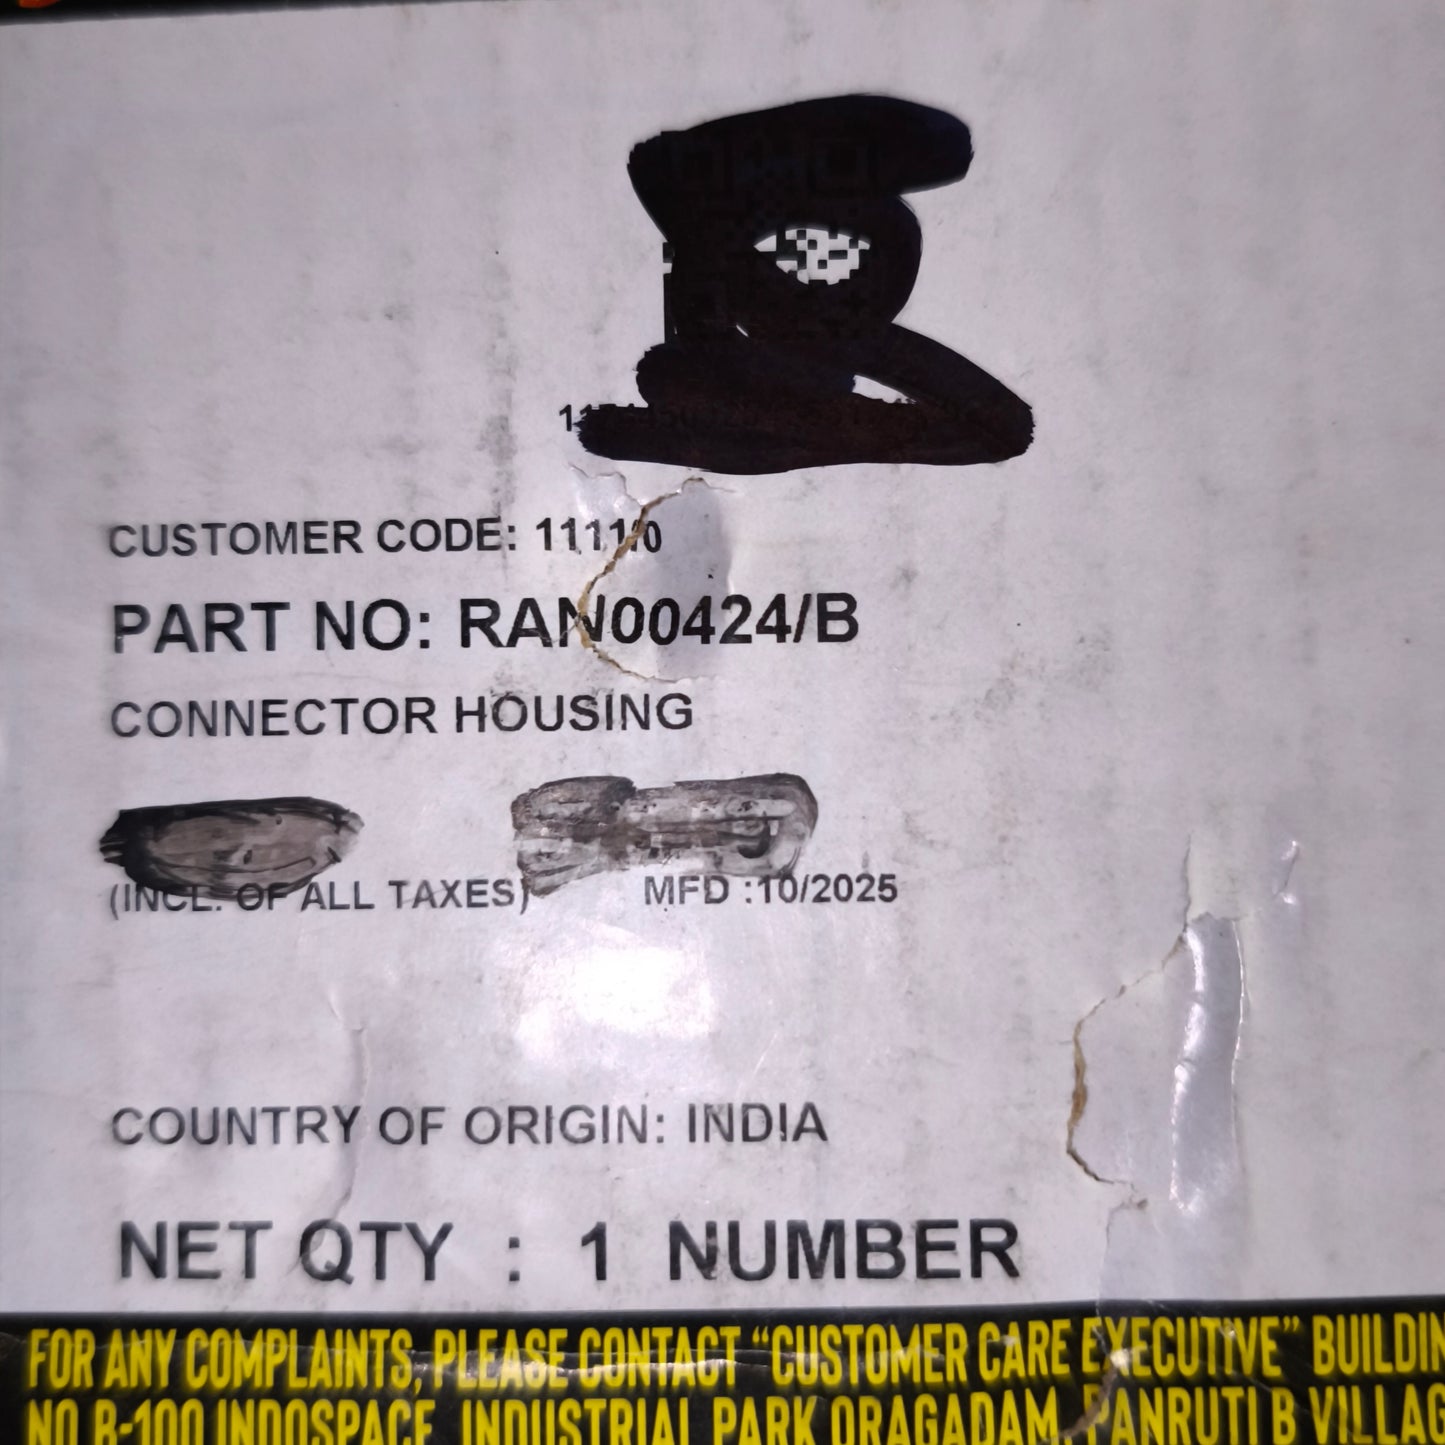 CUSTOMER CODE: 11110
PART NO: RAN00424/B
CONNECTOR HOUSING
(INCL. OF ALL TAXES) MFD :10/2025
COUNTRY OF ORIGIN: INDIA
NET QTY : 1 NUMBER
FOR ANY COMPLAINTS, PLEASE CONTACT “CUSTOMER CARE EXECUTIVE” BUILDIN
NO B-100 INDOSPACE INDUSTRIAL PARK ORAGADAM, PANRUTI B VILLAG